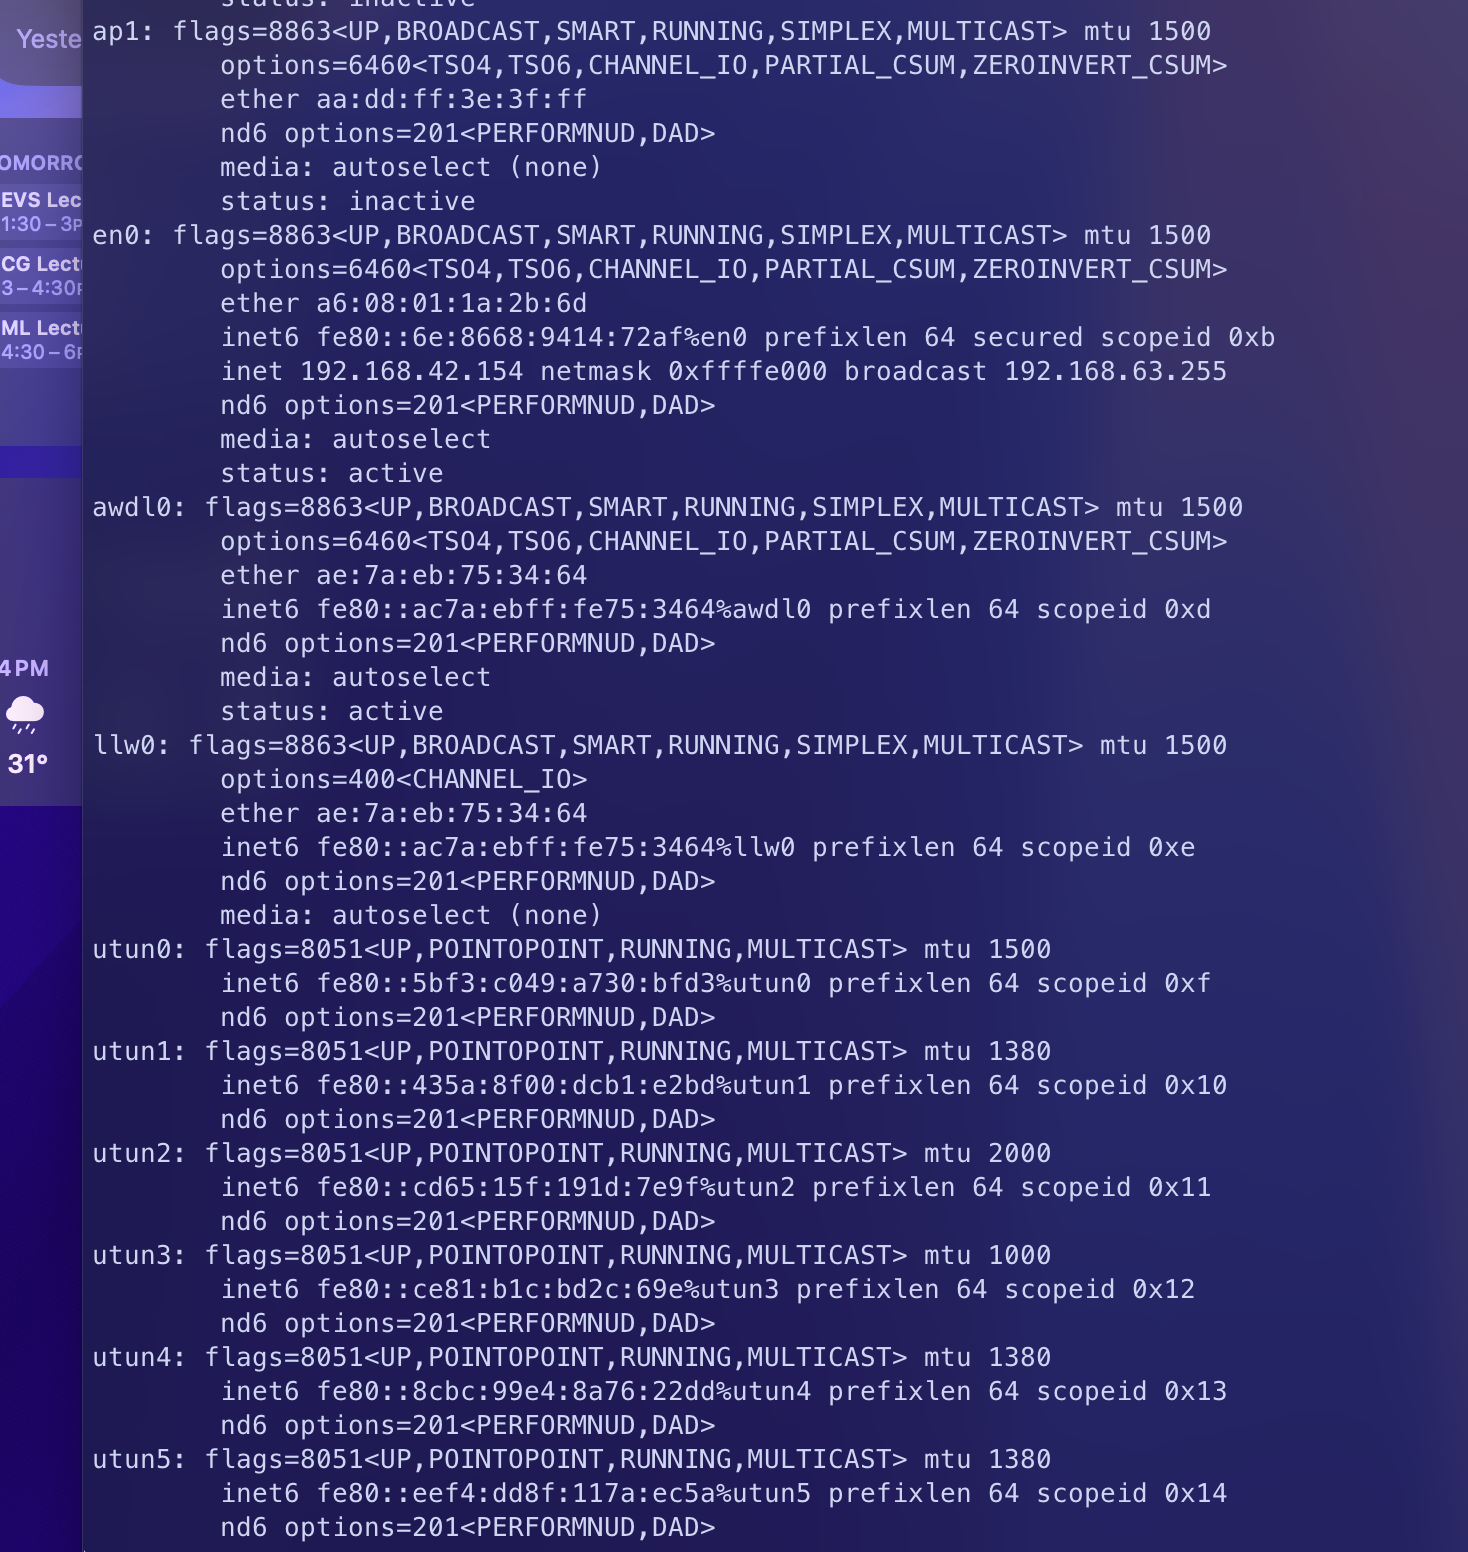 Yeste
OMORRO
EVS Lec
1:30 – 3P
CG Lect
3 – 4:30P
ML Lect
4:30 – 6P
4PM
31°
status: inactive
ap1: flags=8863<UP,BROADCAST,SMART,RUNNING,SIMPLEX,MULTICAST> mtu 1500
options=6460<TSO4,TSO6,CHANNEL_IO,PARTIAL_CSUM,ZEROINVERT_CSUM>
ether aa:dd:ff:3e:3f:ff
nd6 options=201<PERFORMNUD,DAD>
media: autoselect (none)
status: inactive
en0: flags=8863<UP,BROADCAST,SMART,RUNNING,SIMPLEX,MULTICAST> mtu 1500
options=6460<TSO4,TSO6,CHANNEL_IO,PARTIAL_CSUM,ZEROINVERT_CSUM>
ether a6:08:01:1a:2b:6d
inet6 fe80::6e:8668:9414:72af%en0 prefixlen 64 secured scopeid 0xb
inet 192.168.42.154 netmask 0xffffe000 broadcast 192.168.63.255
nd6 options=201<PERFORMNUD,DAD>
media: autoselect
status: active
awdl0: flags=8863<UP,BROADCAST,SMART,RUNNING,SIMPLEX,MULTICAST> mtu 1500
options=6460<TSO4,TSO6,CHANNEL_IO,PARTIAL_CSUM,ZEROINVERT_CSUM>
ether ae:7a:eb:75:34:64
inet6 fe80::ac7a:ebff:fe75:3464%awdl0 prefixlen 64 scopeid 0xd
nd6 options=201<PERFORMNUD,DAD>
media: autoselect
status: active
llw0: flags=8863<UP,BROADCAST,SMART,RUNNING,SIMPLEX,MULTICAST> mtu 1500
options=400<CHANNEL_IO>
ether ae:7a:eb:75:34:64
inet6 fe80::ac7a:ebff:fe75:3464%llw0 prefixlen 64 scopeid 0xe
nd6 options=201<PERFORMNUD,DAD>
media: autoselect (none)
utun0: flags=8051<UP,POINTOPOINT,RUNNING,MULTICAST> mtu 1500
inet6 fe80::5bf3:c049:a730:bfd3%utun0 prefixlen 64 scopeid 0xf
nd6 options=201<PERFORMNUD,DAD>
utun1: flags=8051<UP,POINTOPOINT,RUNNING,MULTICAST> mtu 1380
inet6 fe80::435a:8f00:dcb1:e2bd%utun1 prefixlen 64 scopeid 0x10
nd6 options=201<PERFORMNUD,DAD>
utun2: flags=8051<UP,POINTOPOINT,RUNNING,MULTICAST> mtu 2000
inet6 fe80::cd65:15f:191d:7e9f%utun2 prefixlen 64 scopeid 0x11
nd6 options=201<PERFORMNUD,DAD>
utun3: flags=8051<UP,POINTOPOINT,RUNNING,MULTICAST> mtu 1000
inet6 fe80::ce81:b1c:bd2c:69e%utun3 prefixlen 64 scopeid 0x12
nd6 options=201<PERFORMNUD,DAD>
utun4: flags=8051<UP,POINTOPOINT,RUNNING,MULTICAST> mtu 1380
inet6 fe80::8cbc:99e4:8a76:22dd%utun4 prefixlen 64 scopeid 0x13
nd6 options=201<PERFORMNUD,DAD>
utun5: flags=8051<UP,POINTOPOINT,RUNNING,MULTICAST> mtu 1380
inet6 fe80::eef4:dd8f:117a:ec5a%utun5 prefixlen 64 scopeid 0x14
nd6 options=201<PERFORMNUD,DAD>